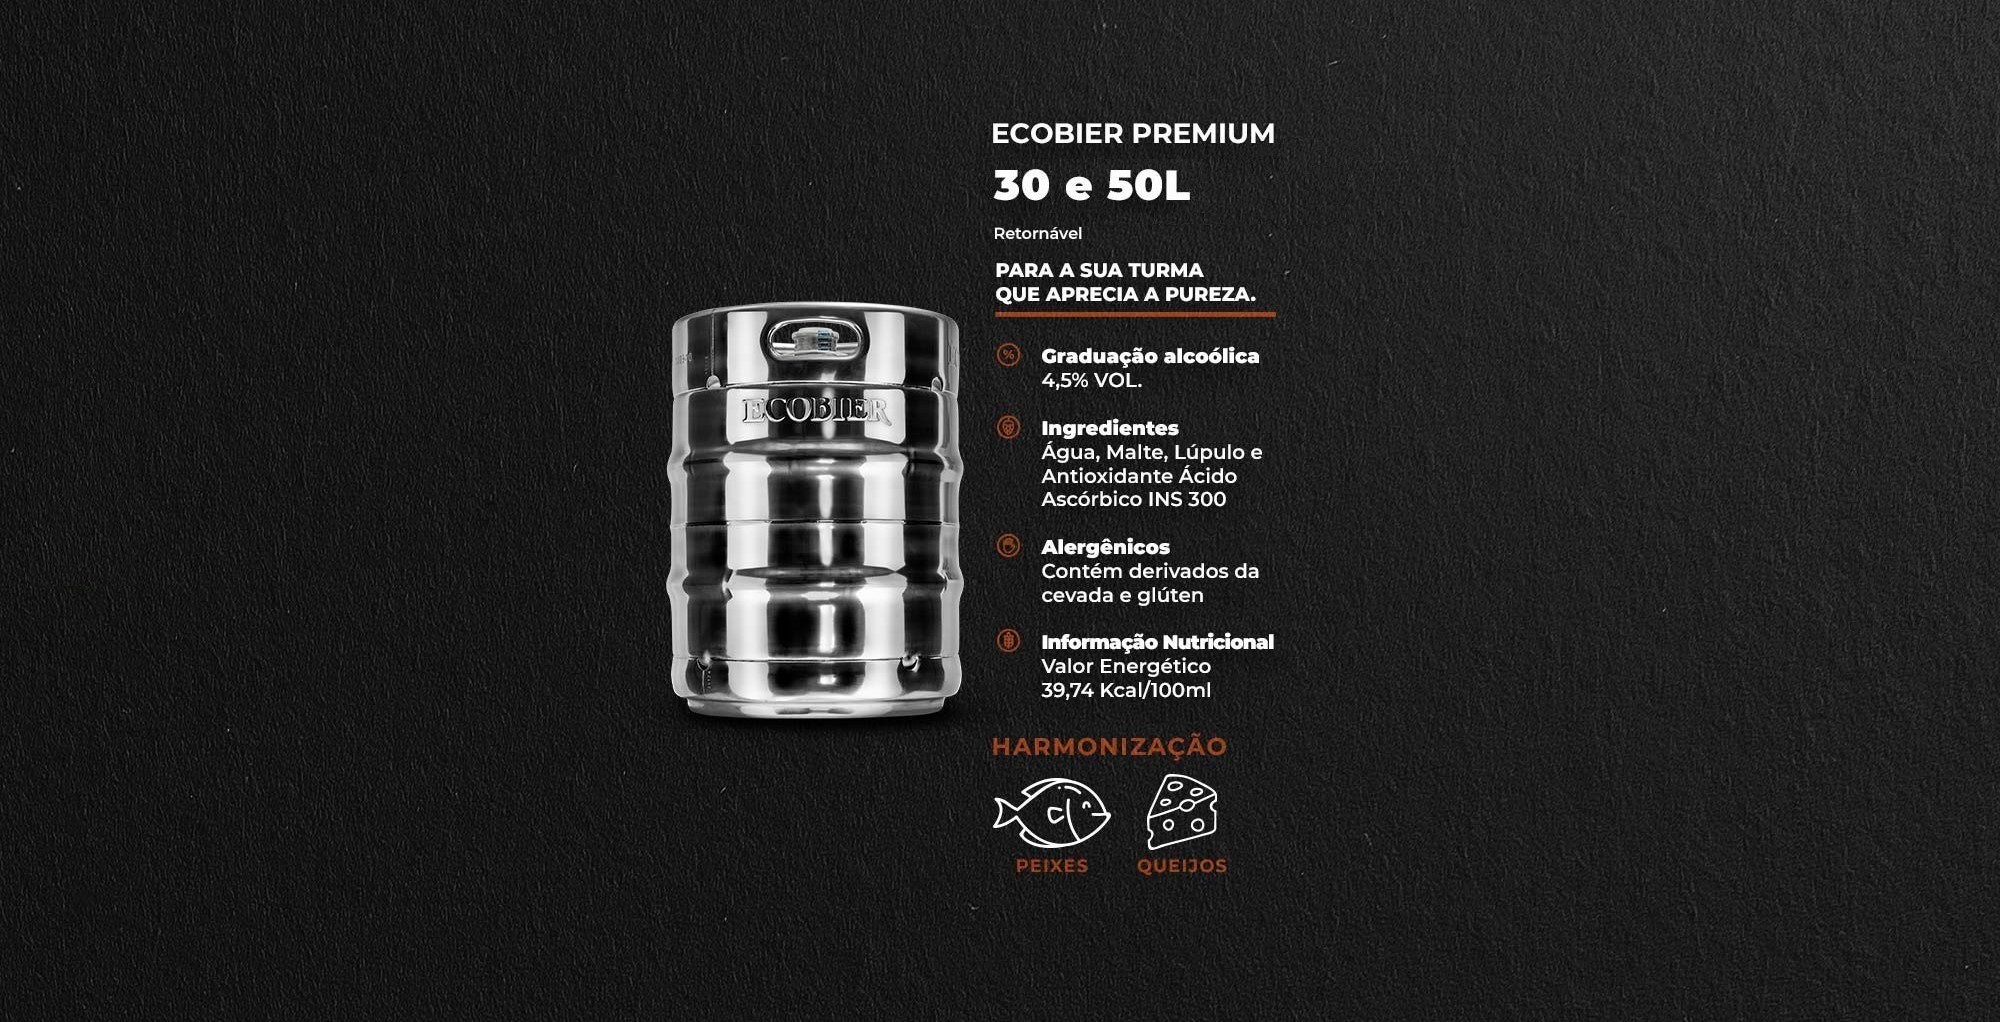 ECOBIER PREMIUM
30 e 50L
Retornável
PARA A SUA TURMA
QUE APRECIA A PUREZA.
ECOBIER
%
Graduação alcoólica
4,5% VOL.
Ingredientes
Água, Malte, Lúpulo e
Antioxidante Ácido
Ascórbico INS 300
Alergênicos
Contém derivados da
cevada e glúten
Informação Nutricional
Valor Energético
39,74 Kcal/100ml
HARMONIZAÇÃO
PEIXES
QUEIJOS